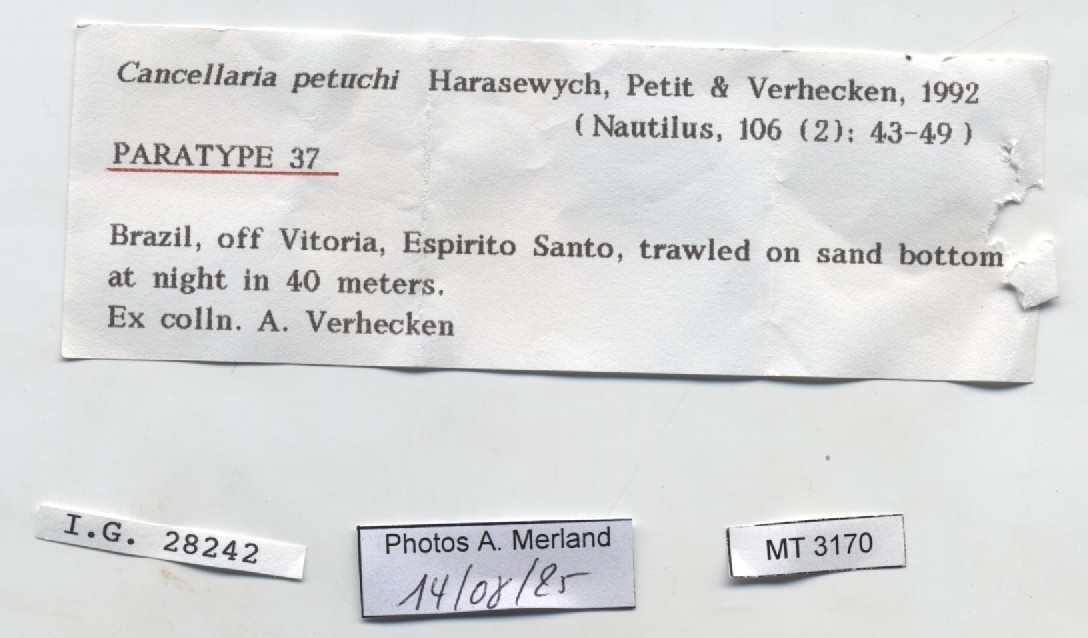 Cancellaria petuchi Harasewych, Petit & Verhecken, 1992
( Nautilus, 106 (2): 43-49 )
PARATYPE 37
Brazil, off Vitoria, Espirito Santo, trawled on sand bottom
at night in 40 meters.
Ex colln. A. Verhecken
I.G. 28242
Photos A. Merland
14/08/25
MT 3170